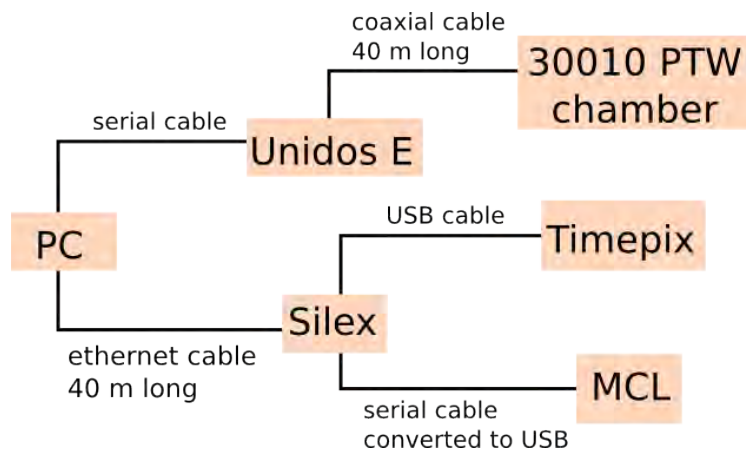 coaxial cable
40 m long
30010 PTW
chamber
serial cable
Unidos E
USB cable
Timepix
PC
Silex
ethernet cable
40 m long
MCL
serial cable
converted to USB